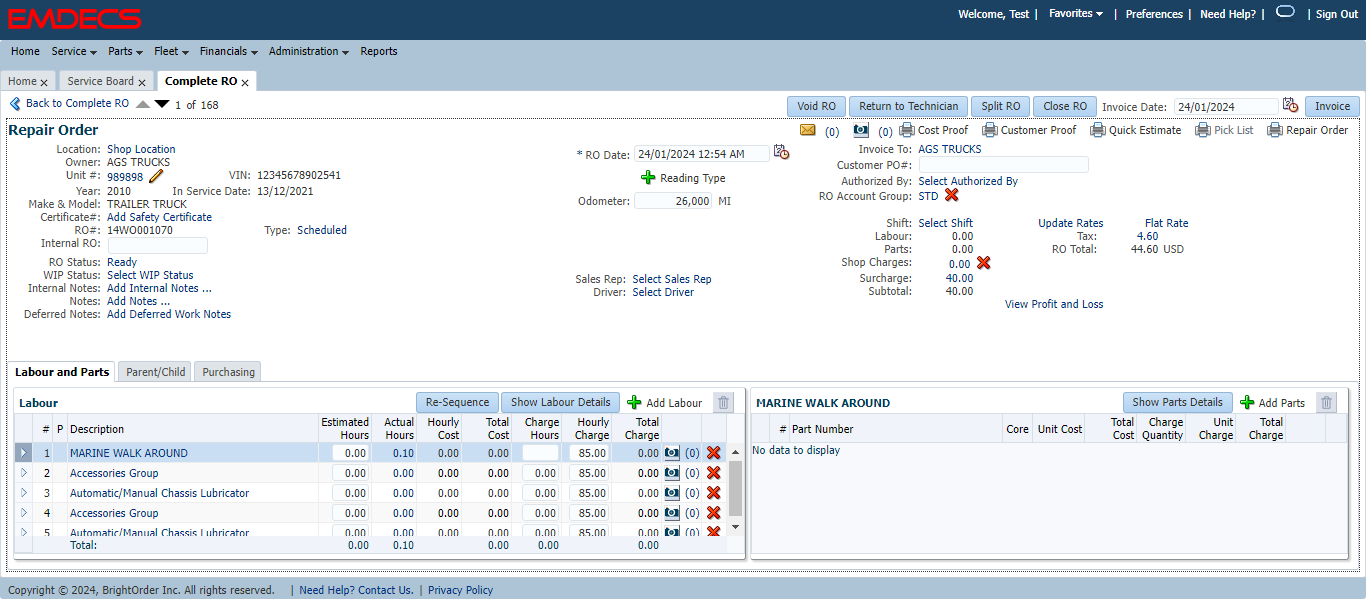 EMDECS
Welcome, Test | Favorites | Preferences | Need Help? | | Sign Out
Home Service Parts Fleet Financials Administration Reports
Home x Service Board x Complete RO x
Back to Complete RO 1 of 168 Void RO Return to Technician Split RO Close RO Invoice Date: 24/01/2024 Invoice
Repair Order (0) (0) Cost Proof Customer Proof Quick Estimate Pick List Repair Order
Location: Shop Location * RO Date: 24/01/2024 12:54 AM Invoice To: AGS TRUCKS
Owner: AGS TRUCKS Customer PO#:
Unit #: 989898 VIN: 12345678902541 Reading Type Authorized By: Select Authorized By
Year: 2010 In Service Date: 13/12/2021 RO Account Group: STD
Make & Model: TRAILER TRUCK Odometer: 26,000 MI
Certificate#: Add Safety Certificate Shift: Select Shift Update Rates Flat Rate
RO#: 14WO001070 Type: Scheduled Labour: 0.00 Tax: 4.60
Internal RO: Parts: 0.00 RO Total: 44.60 USD
RO Status: Ready Shop Charges: 0.00
WIP Status: Select WIP Status Sales Rep: Select Sales Rep Surcharge: 40.00
Internal Notes: Add Internal Notes ... Driver: Select Driver Subtotal: 40.00
Notes: Add Notes ... View Profit and Loss
Deferred Notes: Add Deferred Work Notes
Labour and Parts Parent/Child Purchasing
Labour Re-Sequence Show Labour Details Add Labour MARINE WALK AROUND Show Parts Details Add Parts
# P Description Estimated Hours Actual Hours Hourly Cost Total Cost Charge Hours Hourly Charge Total Charge # Part Number Core Unit Cost Total Cost Charge Quantity Unit Charge Total Charge
1 MARINE WALK AROUND 0.00 0.10 0.00 0.00 85.00 0.00 (0) No data to display
2 Accessories Group 0.00 0.00 0.00 0.00 0.00 85.00 0.00 (0)
3 Automatic/Manual Chassis Lubricator 0.00 0.00 0.00 0.00 0.00 85.00 0.00 (0)
4 Accessories Group 0.00 0.00 0.00 0.00 0.00 85.00 0.00 (0)
5 Automatic/Manual Chassis Lubricator 0.00 0.00 0.00 0.00 0.00 85.00 0.00 (0)
Total: 0.00 0.10 0.00 0.00 0.00
Copyright © 2024, BrightOrder Inc. All rights reserved. | Need Help? Contact Us. | Privacy Policy